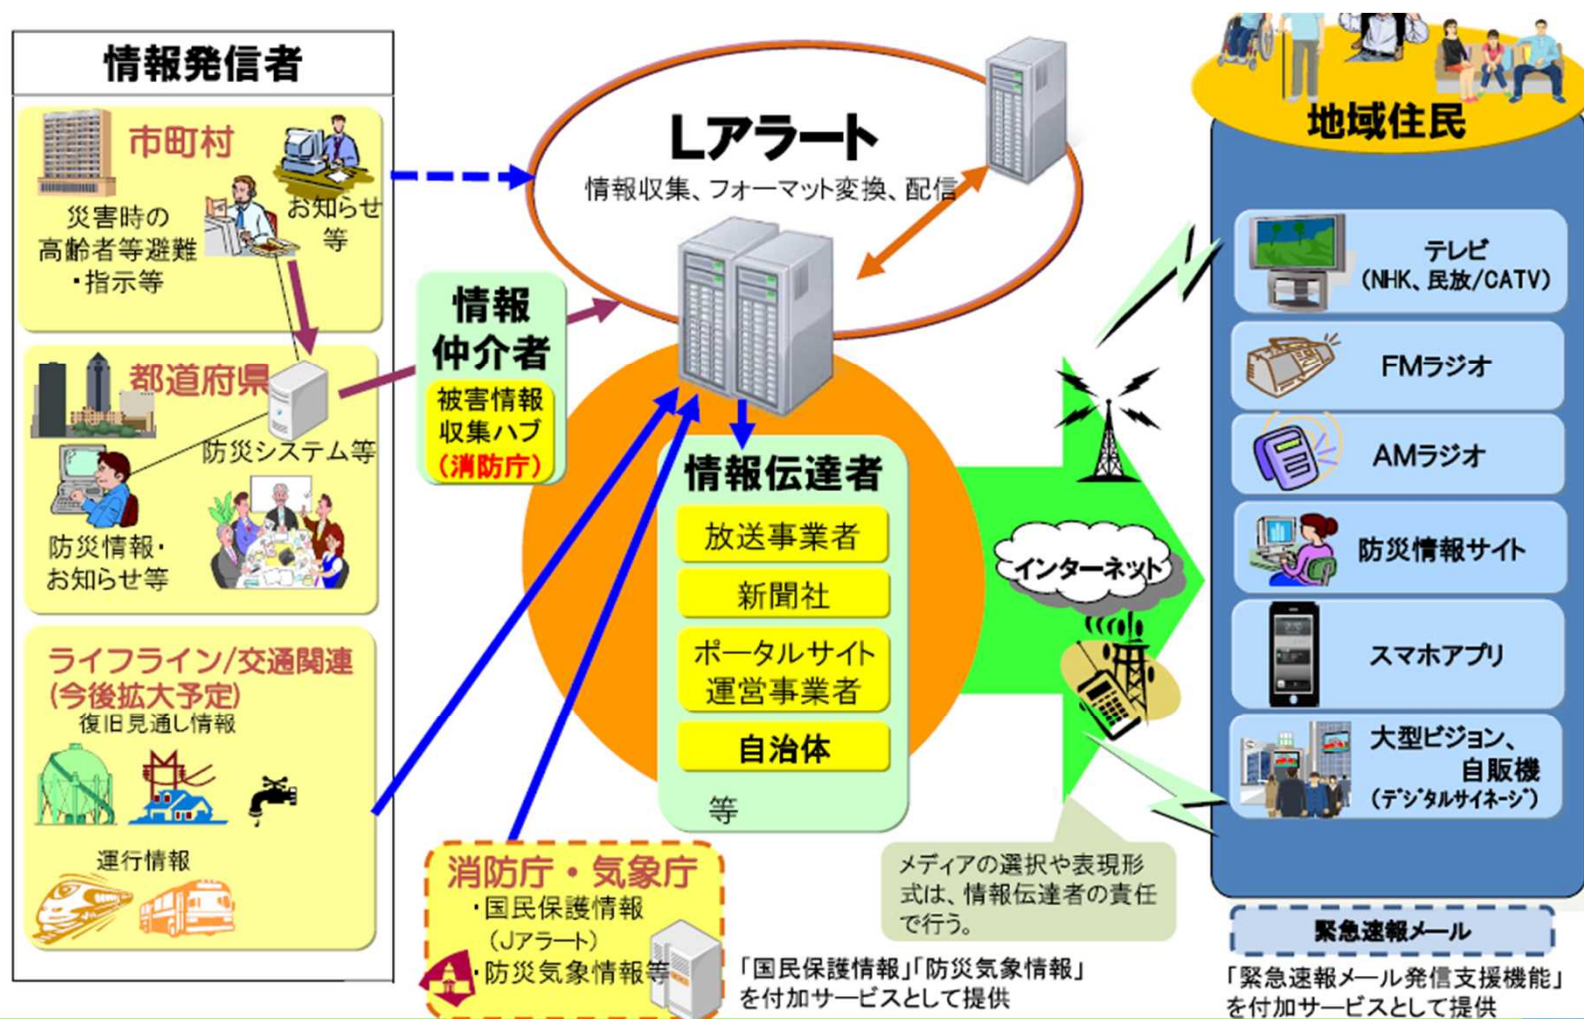 情報発信者
市町村
お知らせ
等
災害時の
高齢者等避難
・指示等
都道府県
防災システム等
防災情報・
お知らせ等
ライフライン/交通関連
(今後拡大予定)
復旧見通し情報
運行情報
Lアラート
情報収集、フォーマット変換、配信
情報
仲介者
被害情報
収集ハブ
(消防庁)
情報伝達者
放送事業者
新聞社
ポータルサイト
運営事業者
自治体
等
消防庁・気象庁
・国民保護情報
(Jアラート)
・防災気象情報等
「国民保護情報」「防災気象情報」
を付加サービスとして提供
インターネット
メディアの選択や表現形
式は、情報伝達者の責任
で行う。
地域住民
テレビ
(NHK、民放/CATV)
FMラジオ
AMラジオ
防災情報サイト
スマホアプリ
大型ビジョン、
自販機
(デジタルサイネージ)
緊急速報メール
「緊急速報メール発信支援機能」
を付加サービスとして提供